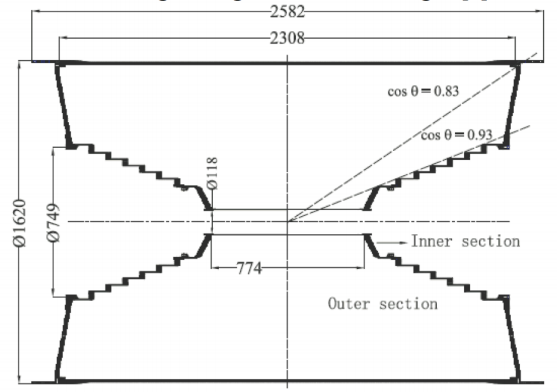 2582
2308
cos θ = 0.83
cos θ = 0.93
Ø118
Ø1620
Ø749
Inner section
774
Outer section